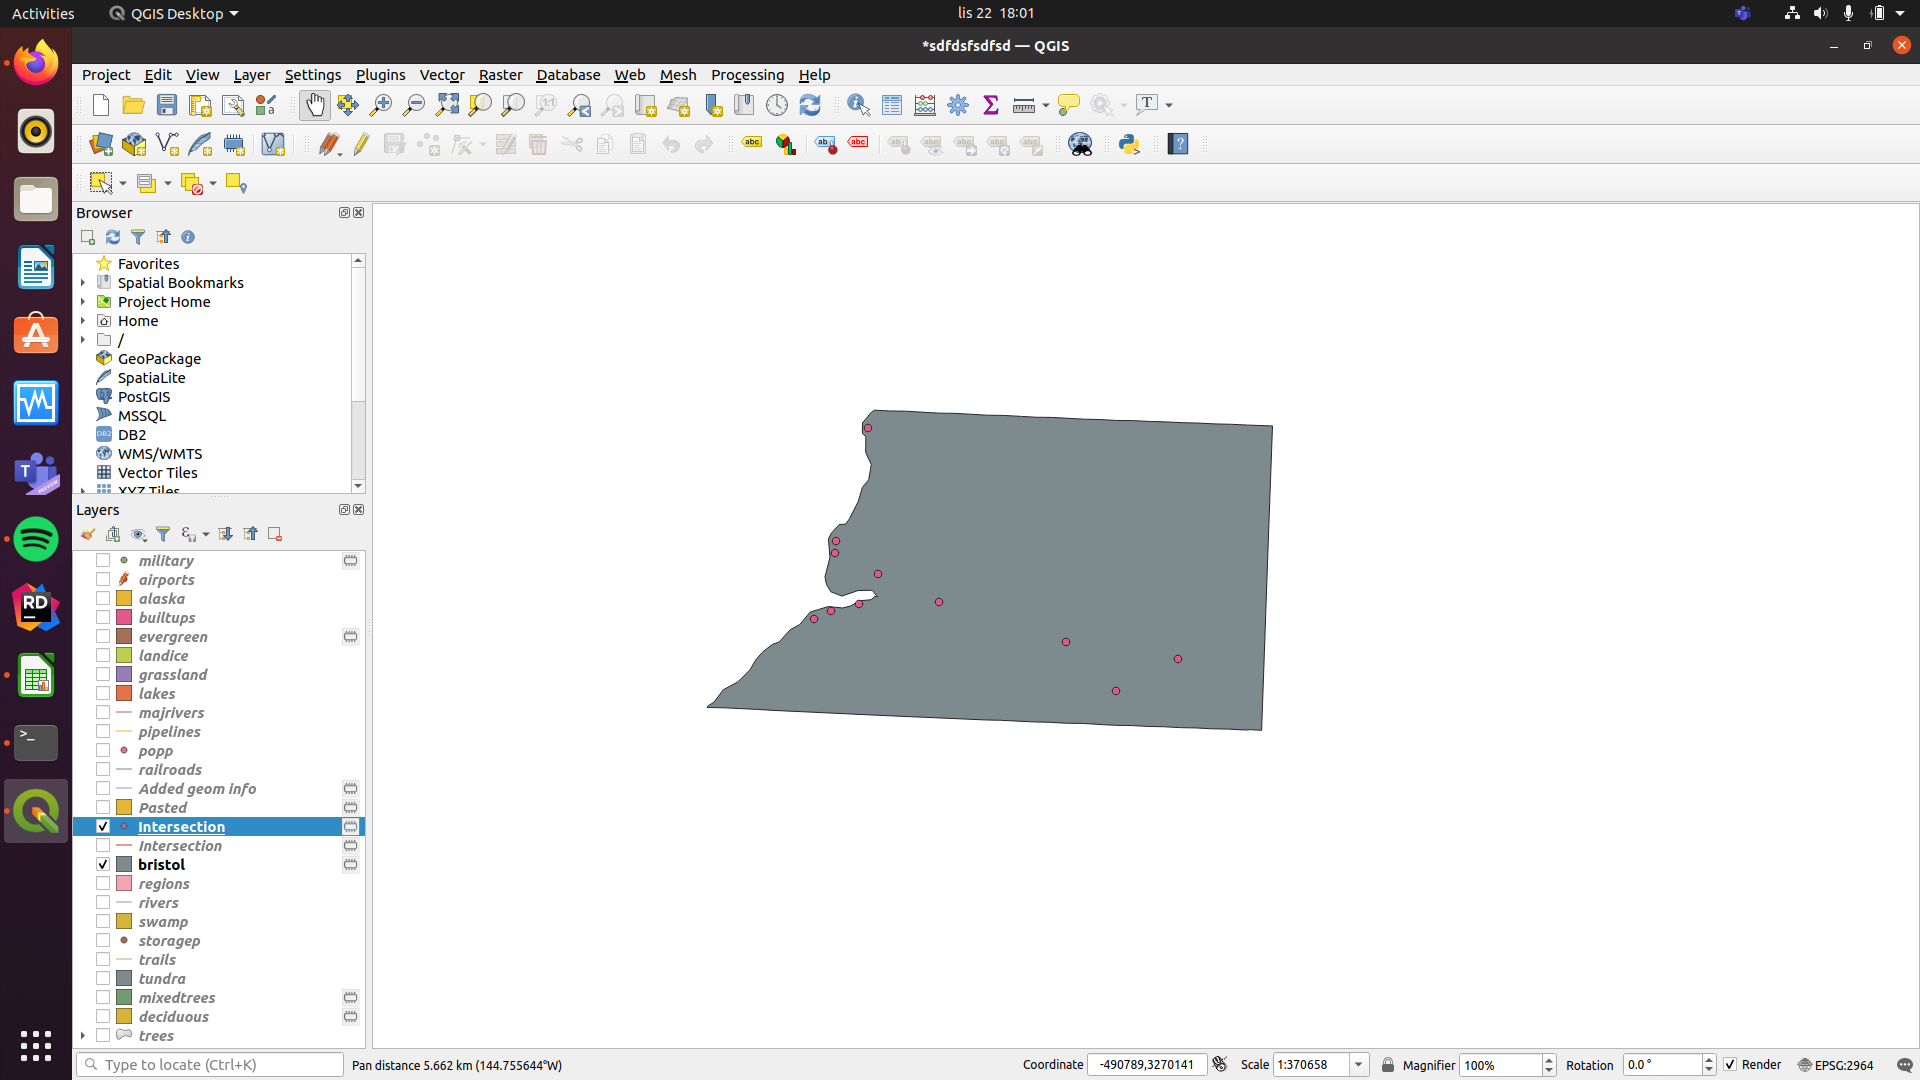 Activities
QGIS Desktop
lis 22 18:01
*sdfdsfsdfsd — QGIS
Project Edit View Layer Settings Plugins Vector Raster Database Web Mesh Processing Help
Browser
Favorites
Spatial Bookmarks
Project Home
Home
/
GeoPackage
SpatiaLite
PostGIS
MSSQL
DB2
WMS/WMTS
Vector Tiles
XYZ Tiles
Layers
military
airports
alaska
builtups
evergreen
landice
grassland
lakes
majrivers
pipelines
popp
railroads
Added geom info
Pasted
Intersection
Intersection
bristol
regions
rivers
swamp
storagep
trails
tundra
mixedtrees
deciduous
trees
Type to locate (Ctrl+K)
Pan distance 5.662 km (144.755644°W)
Coordinate -490789,3270141
Scale 1:370658
Magnifier 100%
Rotation 0.0 °
Render
EPSG:2964